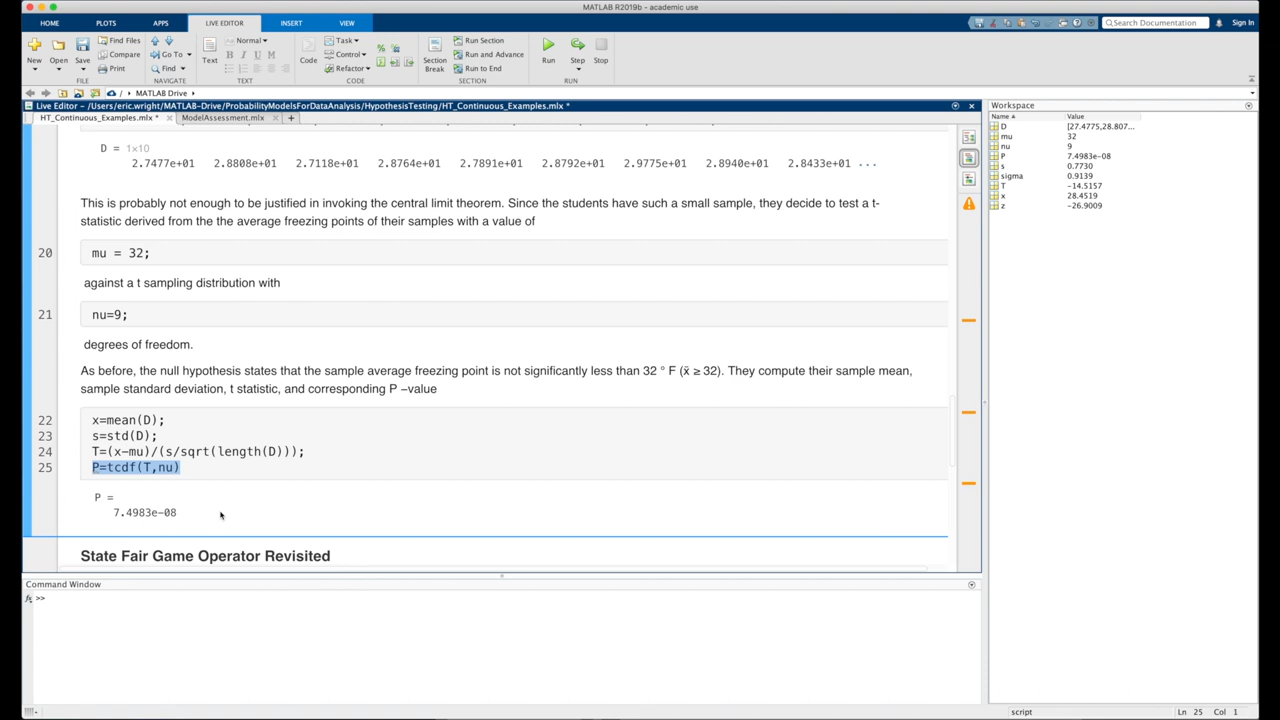 MATLAB R2019b - academic use
HOME PLOTS APPS LIVE EDITOR INSERT VIEW
Search Documentation Sign In
New Open Save Find Files Compare Print
Go To Find
Text Normal B I U M
Code Task Control Refactor
Section Break Run Section Run and Advance Run to End
Run Step Stop
FILE NAVIGATE TEXT CODE SECTION RUN
/ ▸ MATLAB Drive ▸
Live Editor - /Users/eric.wright/MATLAB-Drive/ProbabilityModelsForDataAnalysis/HypothesisTesting/HT_Continuous_Examples.mlx *
HT_Continuous_Examples.mlx * × ModelAssessment.mlx × +
D = 1×10
2.7477e+01 2.8808e+01 2.7118e+01 2.8764e+01 2.7891e+01 2.8792e+01 2.9775e+01 2.8940e+01 2.8433e+01 ...
This is probably not enough to be justified in invoking the central limit theorem. Since the students have such a small sample, they decide to test a t-
statistic derived from the the average freezing points of their samples with a value of
20 mu = 32;
against a t sampling distribution with
21 nu=9;
degrees of freedom.
As before, the null hypothesis states that the sample average freezing point is not significantly less than 32 ° F (x̄ ≥ 32). They compute their sample mean,
sample standard deviation, t statistic, and corresponding P –value
22 x=mean(D);
23 s=std(D);
24 T=(x-mu)/(s/sqrt(length(D)));
25 P=tcdf(T,nu)
P =
7.4983e-08
State Fair Game Operator Revisited
Command Window
fx >>
Workspace
Name Value
D [27.4775,28.807...
mu 32
nu 9
P 7.4983e-08
s 0.7730
sigma 0.9139
T -14.5157
x 28.4519
z -26.9009
script Ln 25 Col 1